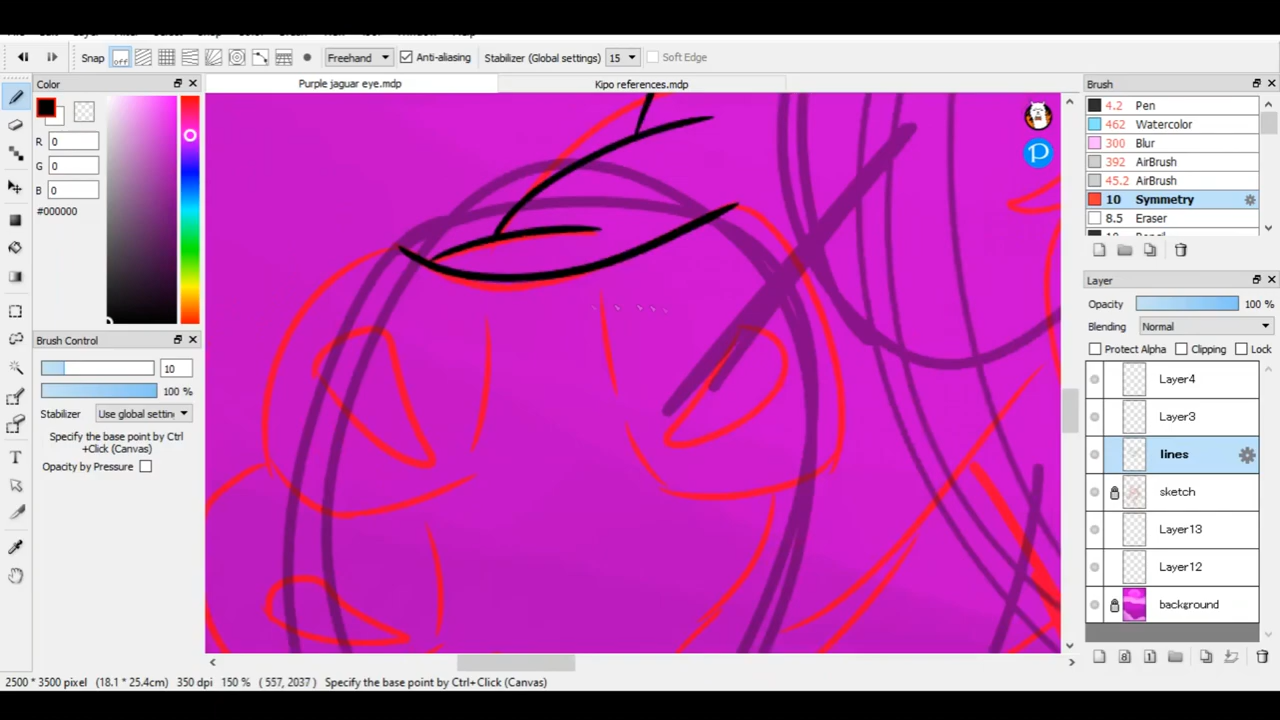 Snap
off
Freehand
Anti-aliasing
Stabilizer (Global settings)
15
Soft Edge
Color
Purple jaguar eye.mdp
Kipo references.mdp
Brush
R 0
G 0
B 0
#000000
4.2 Pen
462 Watercolor
300 Blur
392 AirBrush
45.2 AirBrush
10 Symmetry
8.5 Eraser
Layer
Opacity 100 %
Blending Normal
Protect Alpha Clipping Lock
Brush Control
10
100 %
Stabilizer Use global settin
Specify the base point by Ctrl
+Click (Canvas)
Opacity by Pressure
Layer4
Layer3
lines
sketch
Layer13
Layer12
background
2500 * 3500 pixel (18.1 * 25.4cm) 350 dpi 150 % ( 557, 2037 ) Specify the base point by Ctrl+Click (Canvas)